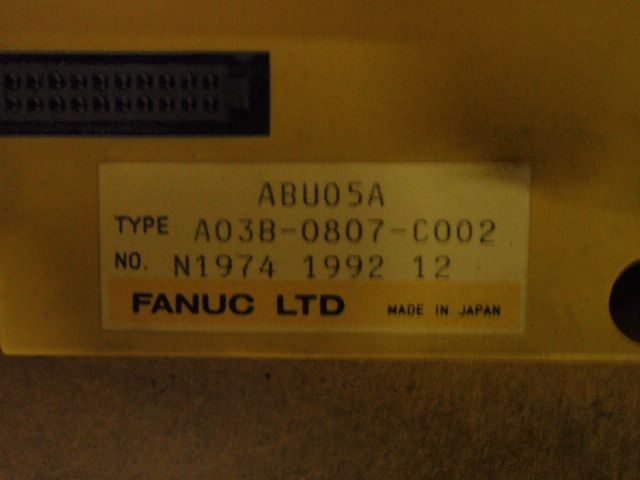 ABU05A
TYPE A03B-0807-C002
NO. N1974 1992 12
FANUC LTD MADE IN JAPAN